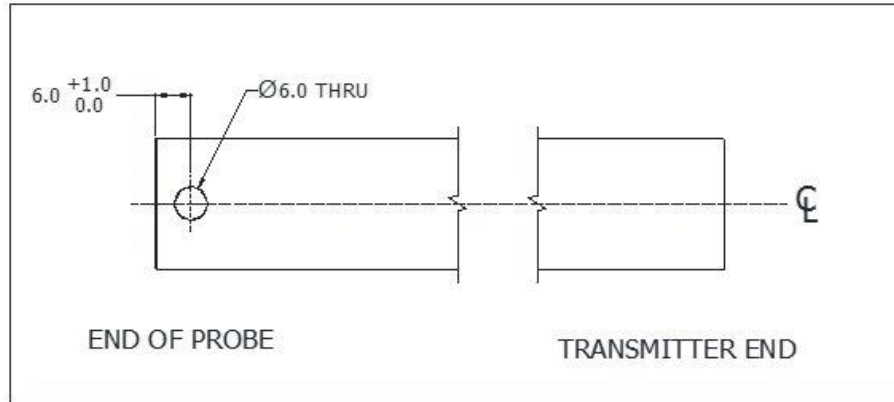 6.0 +1.0
0.0
Ø6.0 THRU
℄
END OF PROBE
TRANSMITTER END